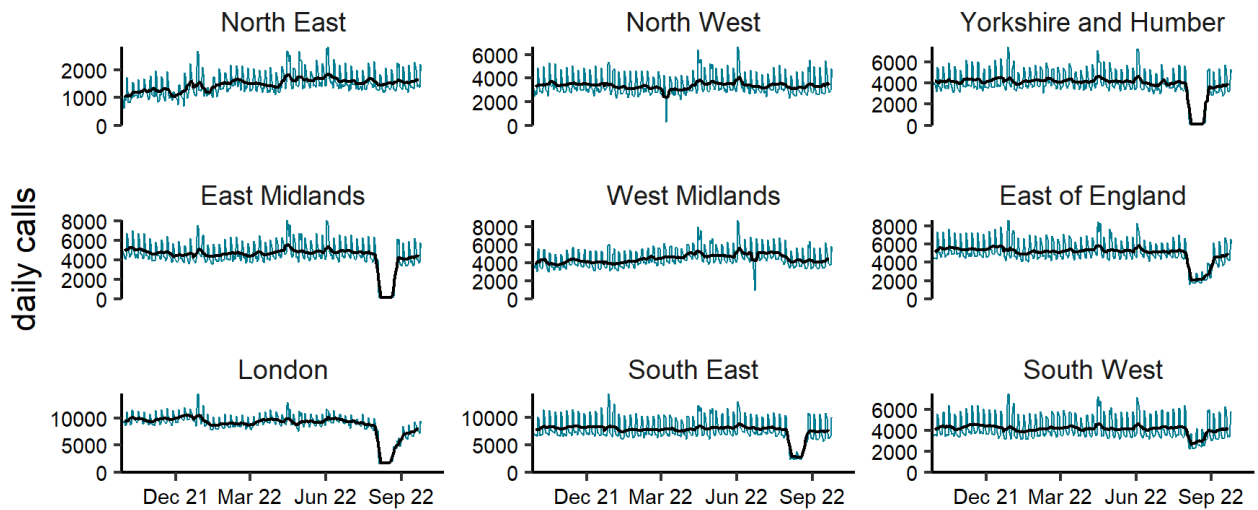 North East North West Yorkshire and Humber
2000 6000 6000
1000 4000 4000
0 2000 2000
0 0
East Midlands West Midlands East of England
8000 8000 8000
6000 6000 6000
4000 4000 4000
2000 2000 2000
0 0 0
daily calls
London South East South West
10000 10000 6000
5000 5000 4000
0 0 2000
0
Dec 21 Mar 22 Jun 22 Sep 22 Dec 21 Mar 22 Jun 22 Sep 22 Dec 21 Mar 22 Jun 22 Sep 22